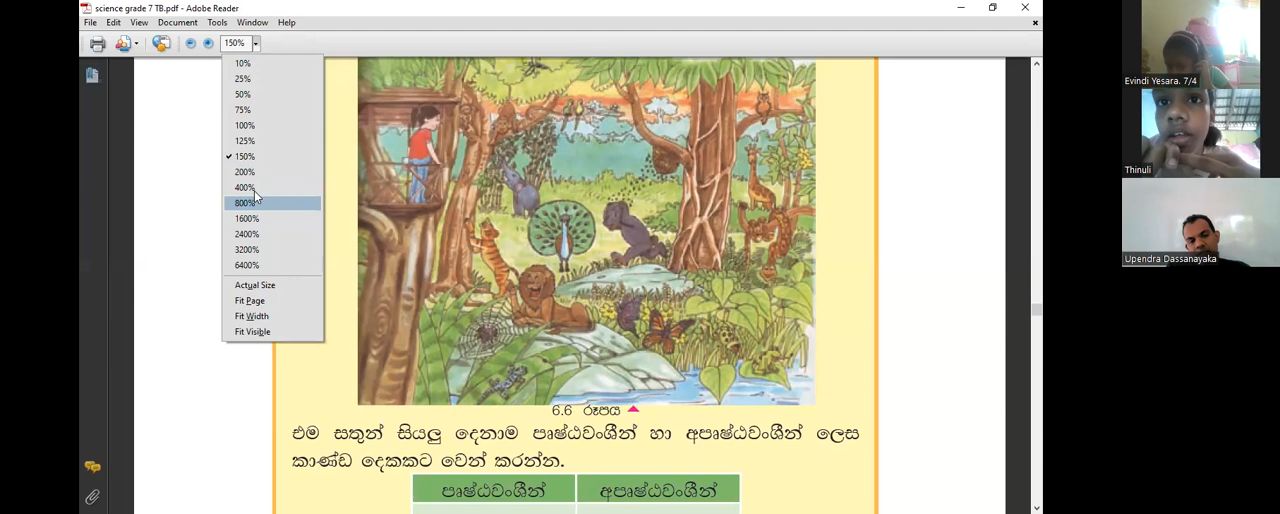 science grade 7 TB.pdf - Adobe Reader
File Edit View Document Tools Window Help
150%
10%
25%
50%
75%
100%
125%
150%
200%
400%
800%
1600%
2400%
3200%
6400%
Actual Size
Fit Page
Fit Width
Fit Visible
6.6 රූපය
එම සතුන් සියලු දෙනාම පෘෂ්ඨවංශීන් හා අපෘෂ්ඨවංශීන් ලෙස
කාණ්ඩ දෙකකට වෙන් කරන්න.
පෘෂ්ඨවංශීන් අපෘෂ්ඨවංශීන්
Evindi Yesara. 7/4
Thinuli
Upendra Dassanayaka